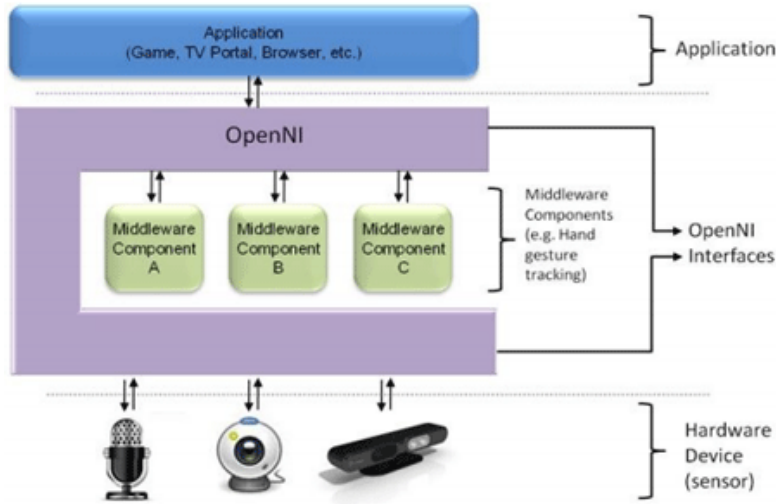 Application
(Game, TV Portal, Browser, etc.)
Application
OpenNI
Middleware
Component
A
Middleware
Component
B
Middleware
Component
C
Middleware
Components
(e.g. Hand
gesture
tracking)
OpenNI
Interfaces
Hardware
Device
(sensor)